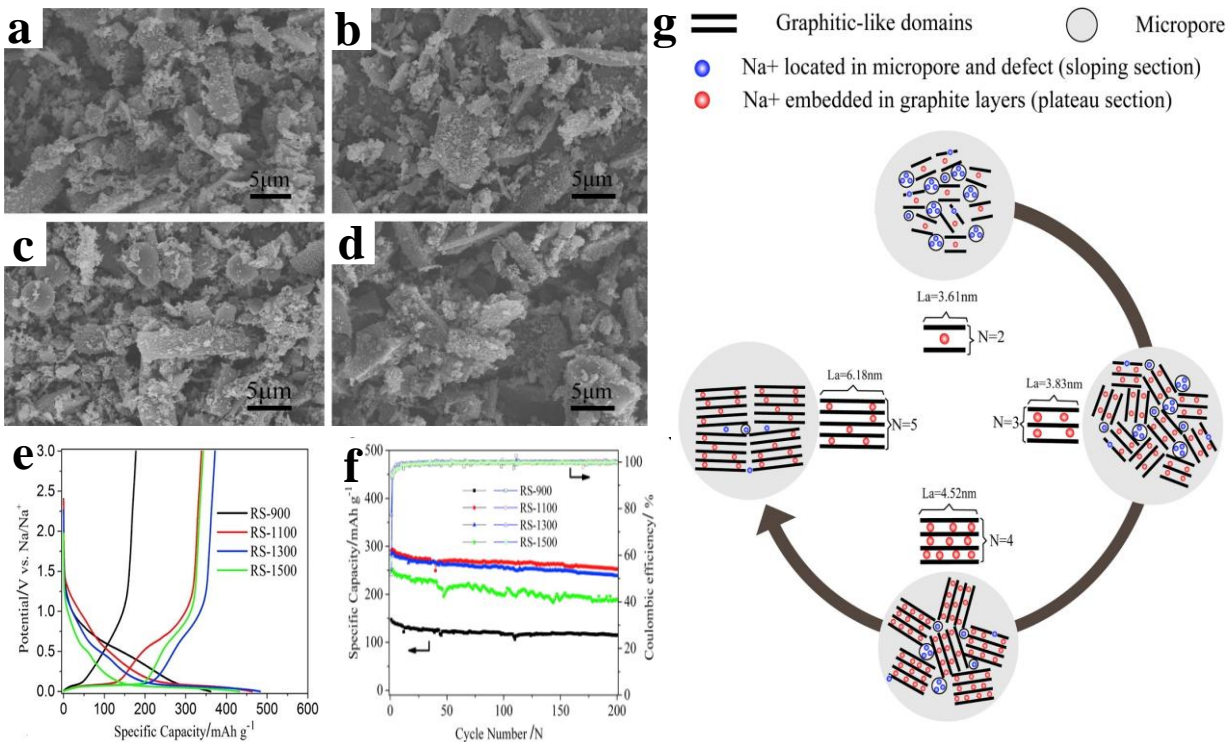 a
5μm
b
5μm
c
5μm
d
5μm
e
3.0
2.5
2.0
1.5
1.0
0.5
0.0
Potential/V vs. Na/Na⁺
RS-900
RS-1100
RS-1300
RS-1500
0 100 200 300 400 500 600
Specific Capacity/mAh g⁻¹
f
500
400
300
200
100
0
Specific Capacity/mAh g⁻¹
RS-900
RS-1100
RS-1300
RS-1500
100
80
60
40
20
0
Coulombic efficiency/ %
0 50 100 150 200
Cycle Number /N
g
Graphitic-like domains
Micropore
Na+ located in micropore and defect (sloping section)
Na+ embedded in graphite layers (plateau section)
La=3.61nm
N=2
La=3.83nm
N=3
La=4.52nm
N=4
La=6.18nm
N=5